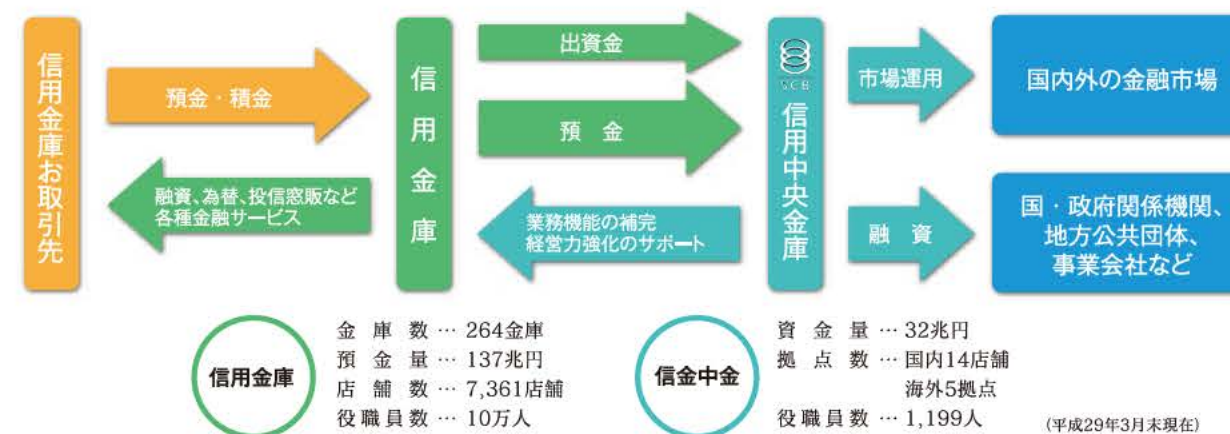 信用金庫お取引先
預金・積金
融資、為替、投信窓販など
各種金融サービス
信用金庫
出資金
預 金
業務機能の補完
経営力強化のサポート
SCB
信用中央金庫
市場運用
融 資
国内外の金融市場
国・政府関係機関、
地方公共団体、
事業会社など
信用金庫
金 庫 数 … 264金庫
預 金 量 … 137兆円
店 舗 数 … 7,361店舗
役職員数 … 10万人
信金中金
資 金 量 … 32兆円
拠 点 数 … 国内14店舗
海外5拠点
役職員数 … 1,199人
(平成29年3月末現在)